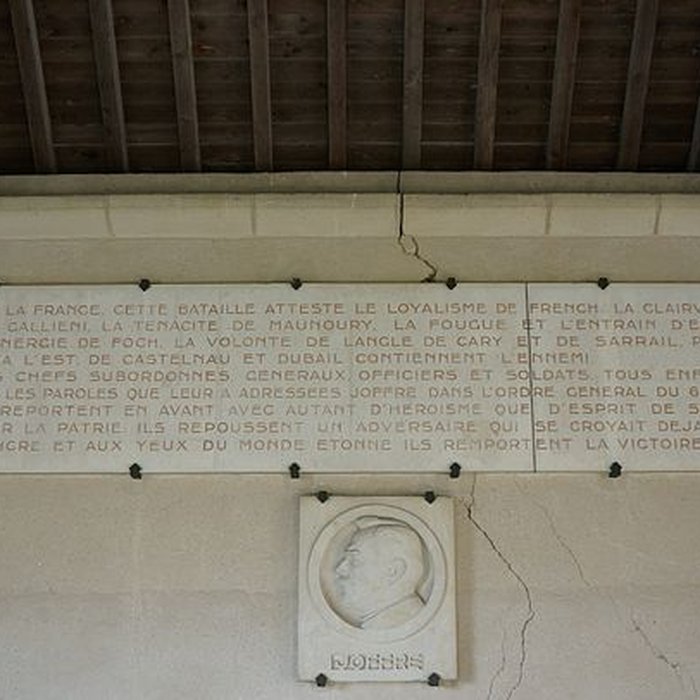 LA FRANCE. CETTE BATAILLE ATTESTE LE LOYALISME DE FRENCH. LA CLAIRV
GALLIENI, LA TENACITE DE MAUNOURY, LA FOUGUE ET L'ENTRAIN D'E
NERGIE DE FOCH, LA VOLONTE DE LANGLE DE CARY ET DE SARRAIL. P
A L'EST, DE CASTELNAU ET DUBAIL CONTIENNENT L'ENNEMI
S CHEFS SUBORDONNES GENERAUX, OFFICIERS ET SOLDATS, TOUS ENF
LES PAROLES QUE LEUR A ADRESSEES JOFFRE DANS L'ORDRE GENERAL DU 6
REPORTENT EN AVANT AVEC AUTANT D'HEROISME QUE D'ESPRIT DE
R LA PATRIE. ILS REPOUSSENT UN ADVERSAIRE QUI SE CROYAIT DEJA
NCRE ET AUX YEUX DU MONDE ETONNE ILS REMPORTENT LA VICTOIRE
JOFFRE